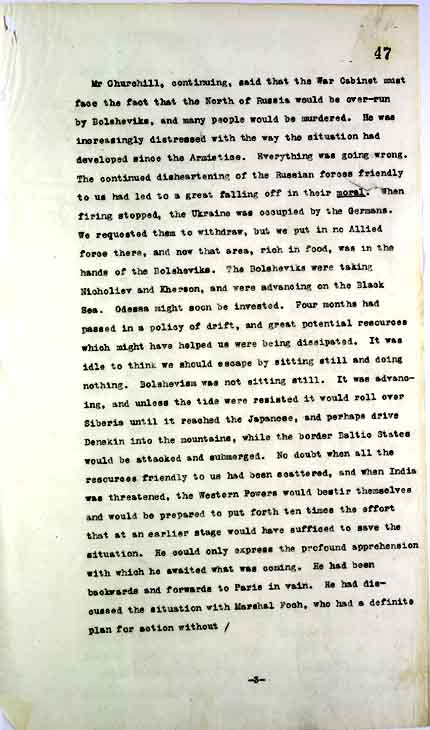 47
Mr Churchill, continuing, said that the War Cabinet must
face the fact that the North of Russia would be over-run
by Bolsheviks, and many people would be murdered. He was
increasingly distressed with the way the situation had
developed since the Armistice. Everything was going wrong.
The continued disheartening of the Russian forces friendly
to us had led to a great falling off in their moral. When
firing stopped, the Ukraine was occupied by the Germans.
We requested them to withdraw, but we put in no Allied
force there, and now that area, rich in food, was in the
hands of the Bolsheviks. The Bolsheviks were taking
Nicholiev and Kherson, and were advancing on the Black
Sea. Odessa might soon be invested. Four months had
passed in a policy of drift, and great potential resources
which might have helped us were being dissipated. It was
idle to think we should escape by sitting still and doing
nothing. Bolshevism was not sitting still. It was advanc-
ing, and unless the tide were resisted it would roll over
Siberia until it reached the Japanese, and perhaps drive
Denekin into the mountains, while the border Baltic States
would be attacked and submerged. No doubt when all the
resources friendly to us had been scattered, and when India
was threatened, the Western Powers would bestir themselves
and would be prepared to put forth ten times the effort
that at an earlier stage would have sufficed to save the
situation. He could only express the profound apprehension
with which he awaited what was coming. He had been
backwards and forwards to Paris in vain. He had dis-
cussed the situation with Marshal Foch, who had a definite
plan for action without /
-3-